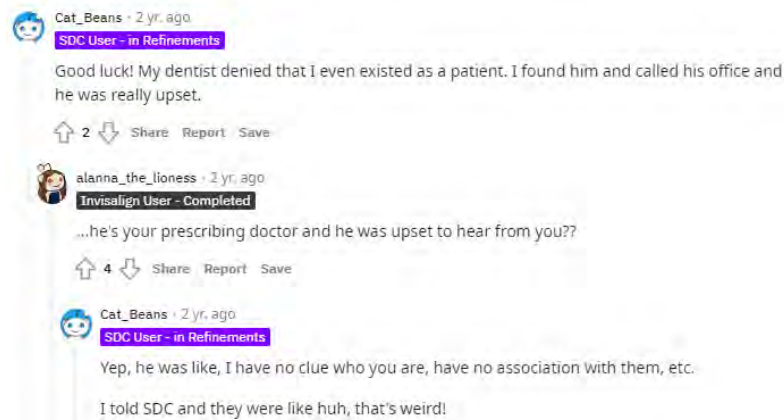 Cat_Beans · 2 yr. ago
SDC User - in Refinements
Good luck! My dentist denied that I even existed as a patient. I found him and called his office and
he was really upset.
2 Share Report Save
alanna_the_lioness · 2 yr. ago
Invisalign User - Completed
...he's your prescribing doctor and he was upset to hear from you??
4 Share Report Save
Cat_Beans · 2 yr. ago
SDC User - in Refinements
Yep, he was like, I have no clue who you are, have no association with them, etc.
I told SDC and they were like huh, that's weird!